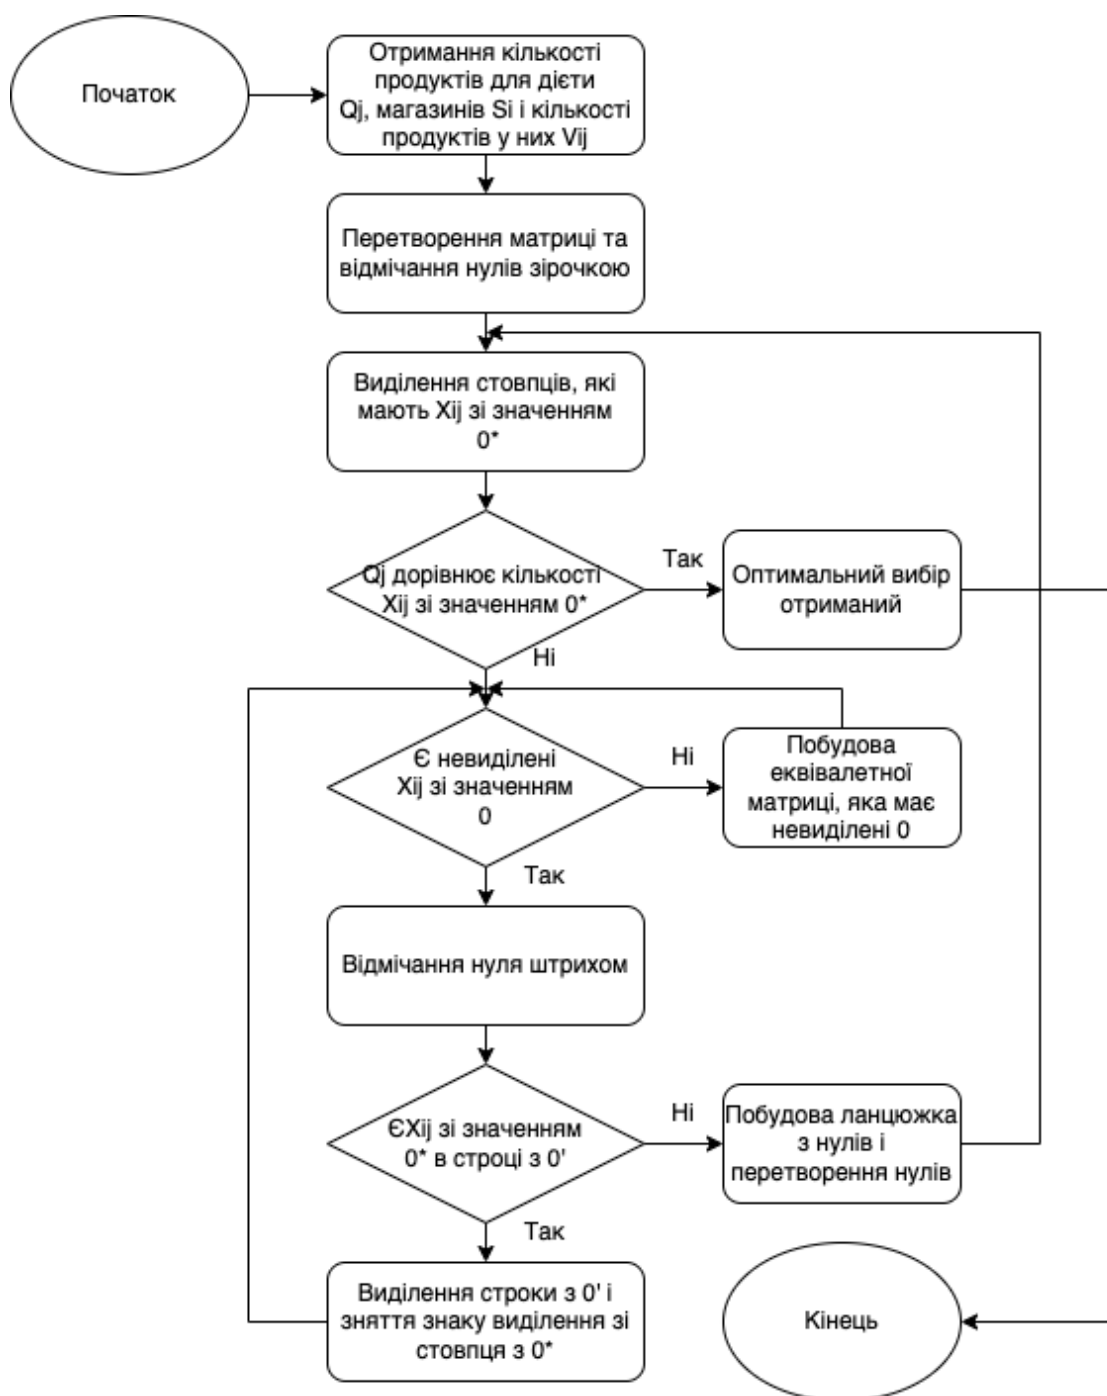 Початок
Отримання кількості
продуктів для дієти
Qj, магазинів Si і кількості
продуктів у них Vij
Перетворення матриці та
відмічання нулів зірочкою
Виділення стовпців, які
мають Xij зі значенням
0*
Qj дорівнює кількості
Xij зі значенням 0*
Так
Оптимальний вибір
отриманий
Ні
Є невиділені
Xij зі значенням
0
Ні
Побудова
еквівалетної
матриці, яка має
невиділені 0
Так
Відмічання нуля штрихом
ЄXij зі значенням
0* в строці з 0'
Ні
Побудова ланцюжка
з нулів і
перетворення нулів
Так
Виділення строки з 0' і
зняття знаку виділення зі
стовпця з 0*
Кінець